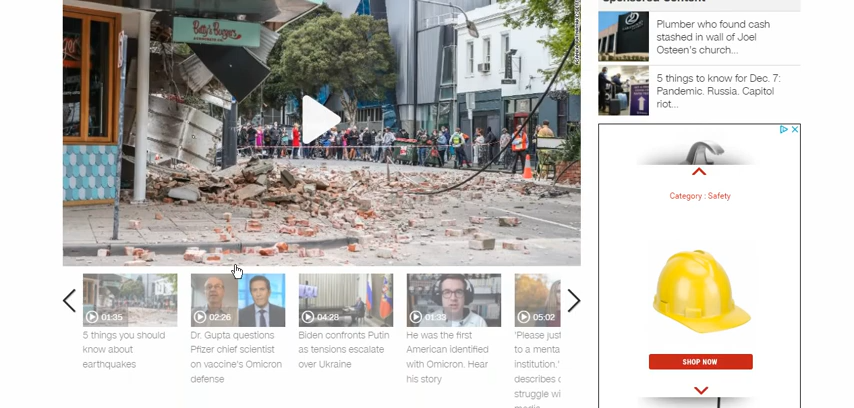 Sponsored Content
Betty's Burgers
Plumber who found cash
stashed in wall of Joel
Osteen's church...
5 things to know for Dec. 7:
Pandemic. Russia. Capitol
riot...
Category : Safety
SHOP NOW
01:35
02:26
04:28
01:33
05:02
5 things you should
know about
earthquakes
Dr. Gupta questions
Pfizer chief scientist
on vaccine's Omicron
defense
Biden confronts Putin
as tensions escalate
over Ukraine
He was the first
American identified
with Omicron. Hear
his story
'Please just
to a menta
institution.'
describes
struggle wi